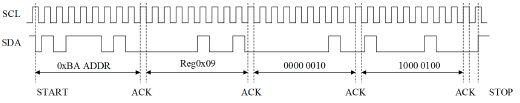 SCL
SDA
0xBA ADDR Reg0x09 0000 0010 1000 0100
START ACK ACK ACK ACK STOP